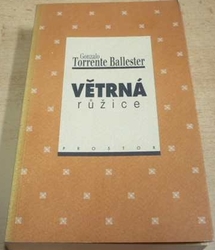 Gonzalo
Torrente Ballester
VĚTRNÁ
růžice
PROSTOR